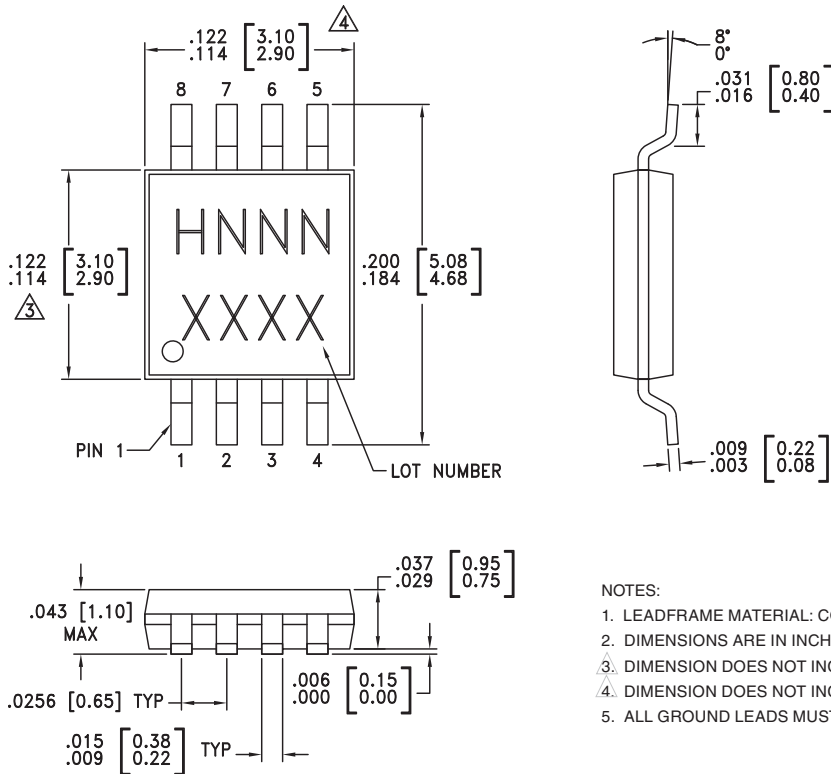 .122 [3.10]
.114 [2.90]
4
8 7 6 5
HNNN
XXXX
.122 [3.10]
.114 [2.90]
3
.200 [5.08]
.184 [4.68]
PIN 1
1 2 3 4
LOT NUMBER
8°
0°
.031 [0.80]
.016 [0.40]
.009 [0.22]
.003 [0.08]
.043 [1.10]
MAX
.037 [0.95]
.029 [0.75]
.0256 [0.65] TYP
.006 [0.15]
.000 [0.00]
.015 [0.38]
.009 [0.22]
TYP
NOTES:
1. LEADFRAME MATERIAL: CO
2. DIMENSIONS ARE IN INCH
3. DIMENSION DOES NOT INC
4. DIMENSION DOES NOT INC
5. ALL GROUND LEADS MUST